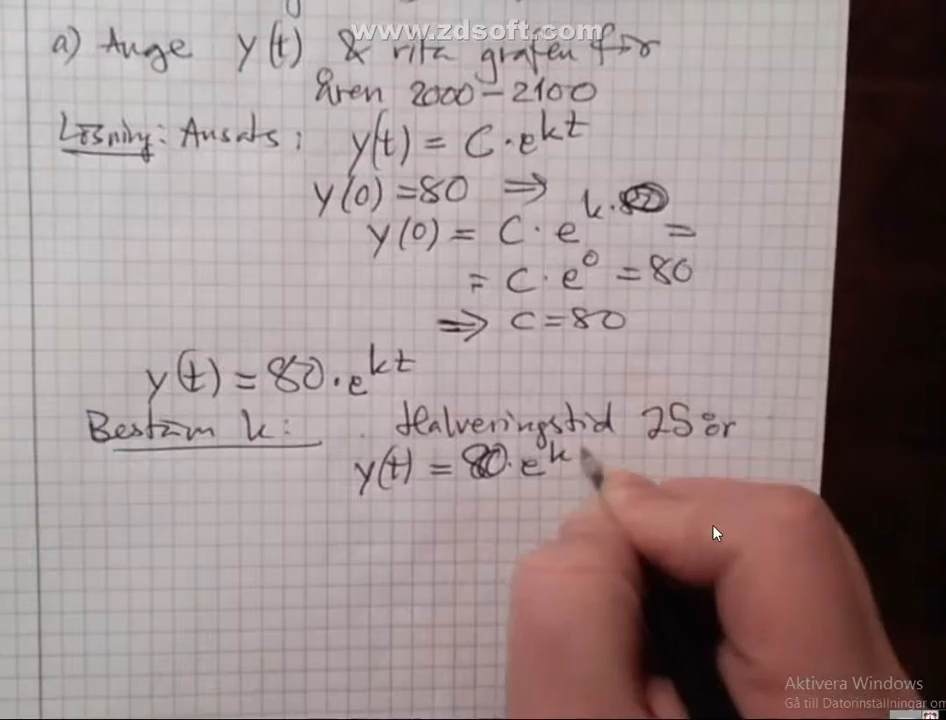 www.zdsoft.com
a) Ange y(t) & rita grafen för
åren 2000-2100
Lösning: Ansats: y(t) = C·e^kt
y(0) = 80 ⇒
y(0) = C·e^k· =
= C·e^0 = 80
⇒ C = 80
y(t) = 80·e^kt
Bestäm k: Halveringstid 25 år
y(t) = 80·e^k
Aktivera Windows
Gå till Datorinställningar